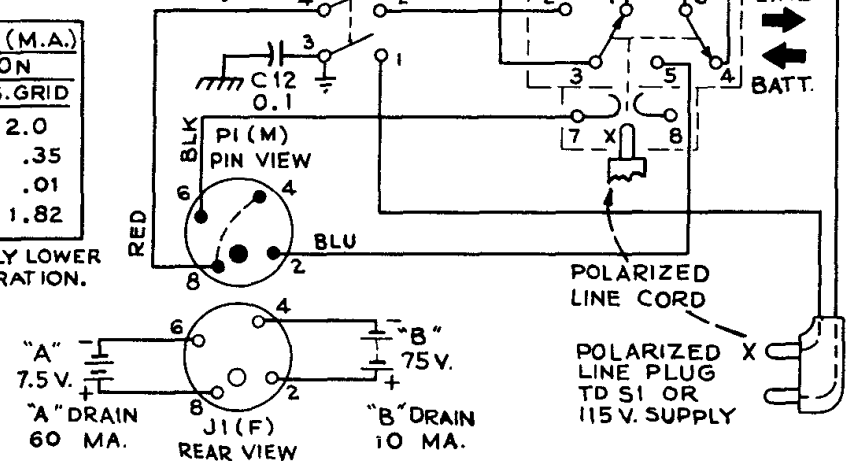 (M.A.)
ON
S.GRID
2.0
.35
.01
1.82
LY LOWER
RATION.
4
2
3
1
C12
0.1
3
5
4
BATT.
7
X
8
BLK
P1 (M)
PIN VIEW
6
4
RED
8
2
BLU
POLARIZED
LINE CORD
POLARIZED
LINE PLUG
TD S1 OR
115 V. SUPPLY
X
"A"
7.5 V.
-
+
6
4
8
2
-
+
"B"
75 V.
"A" DRAIN
60 MA.
J1 (F)
REAR VIEW
"B" DRAIN
10 MA.